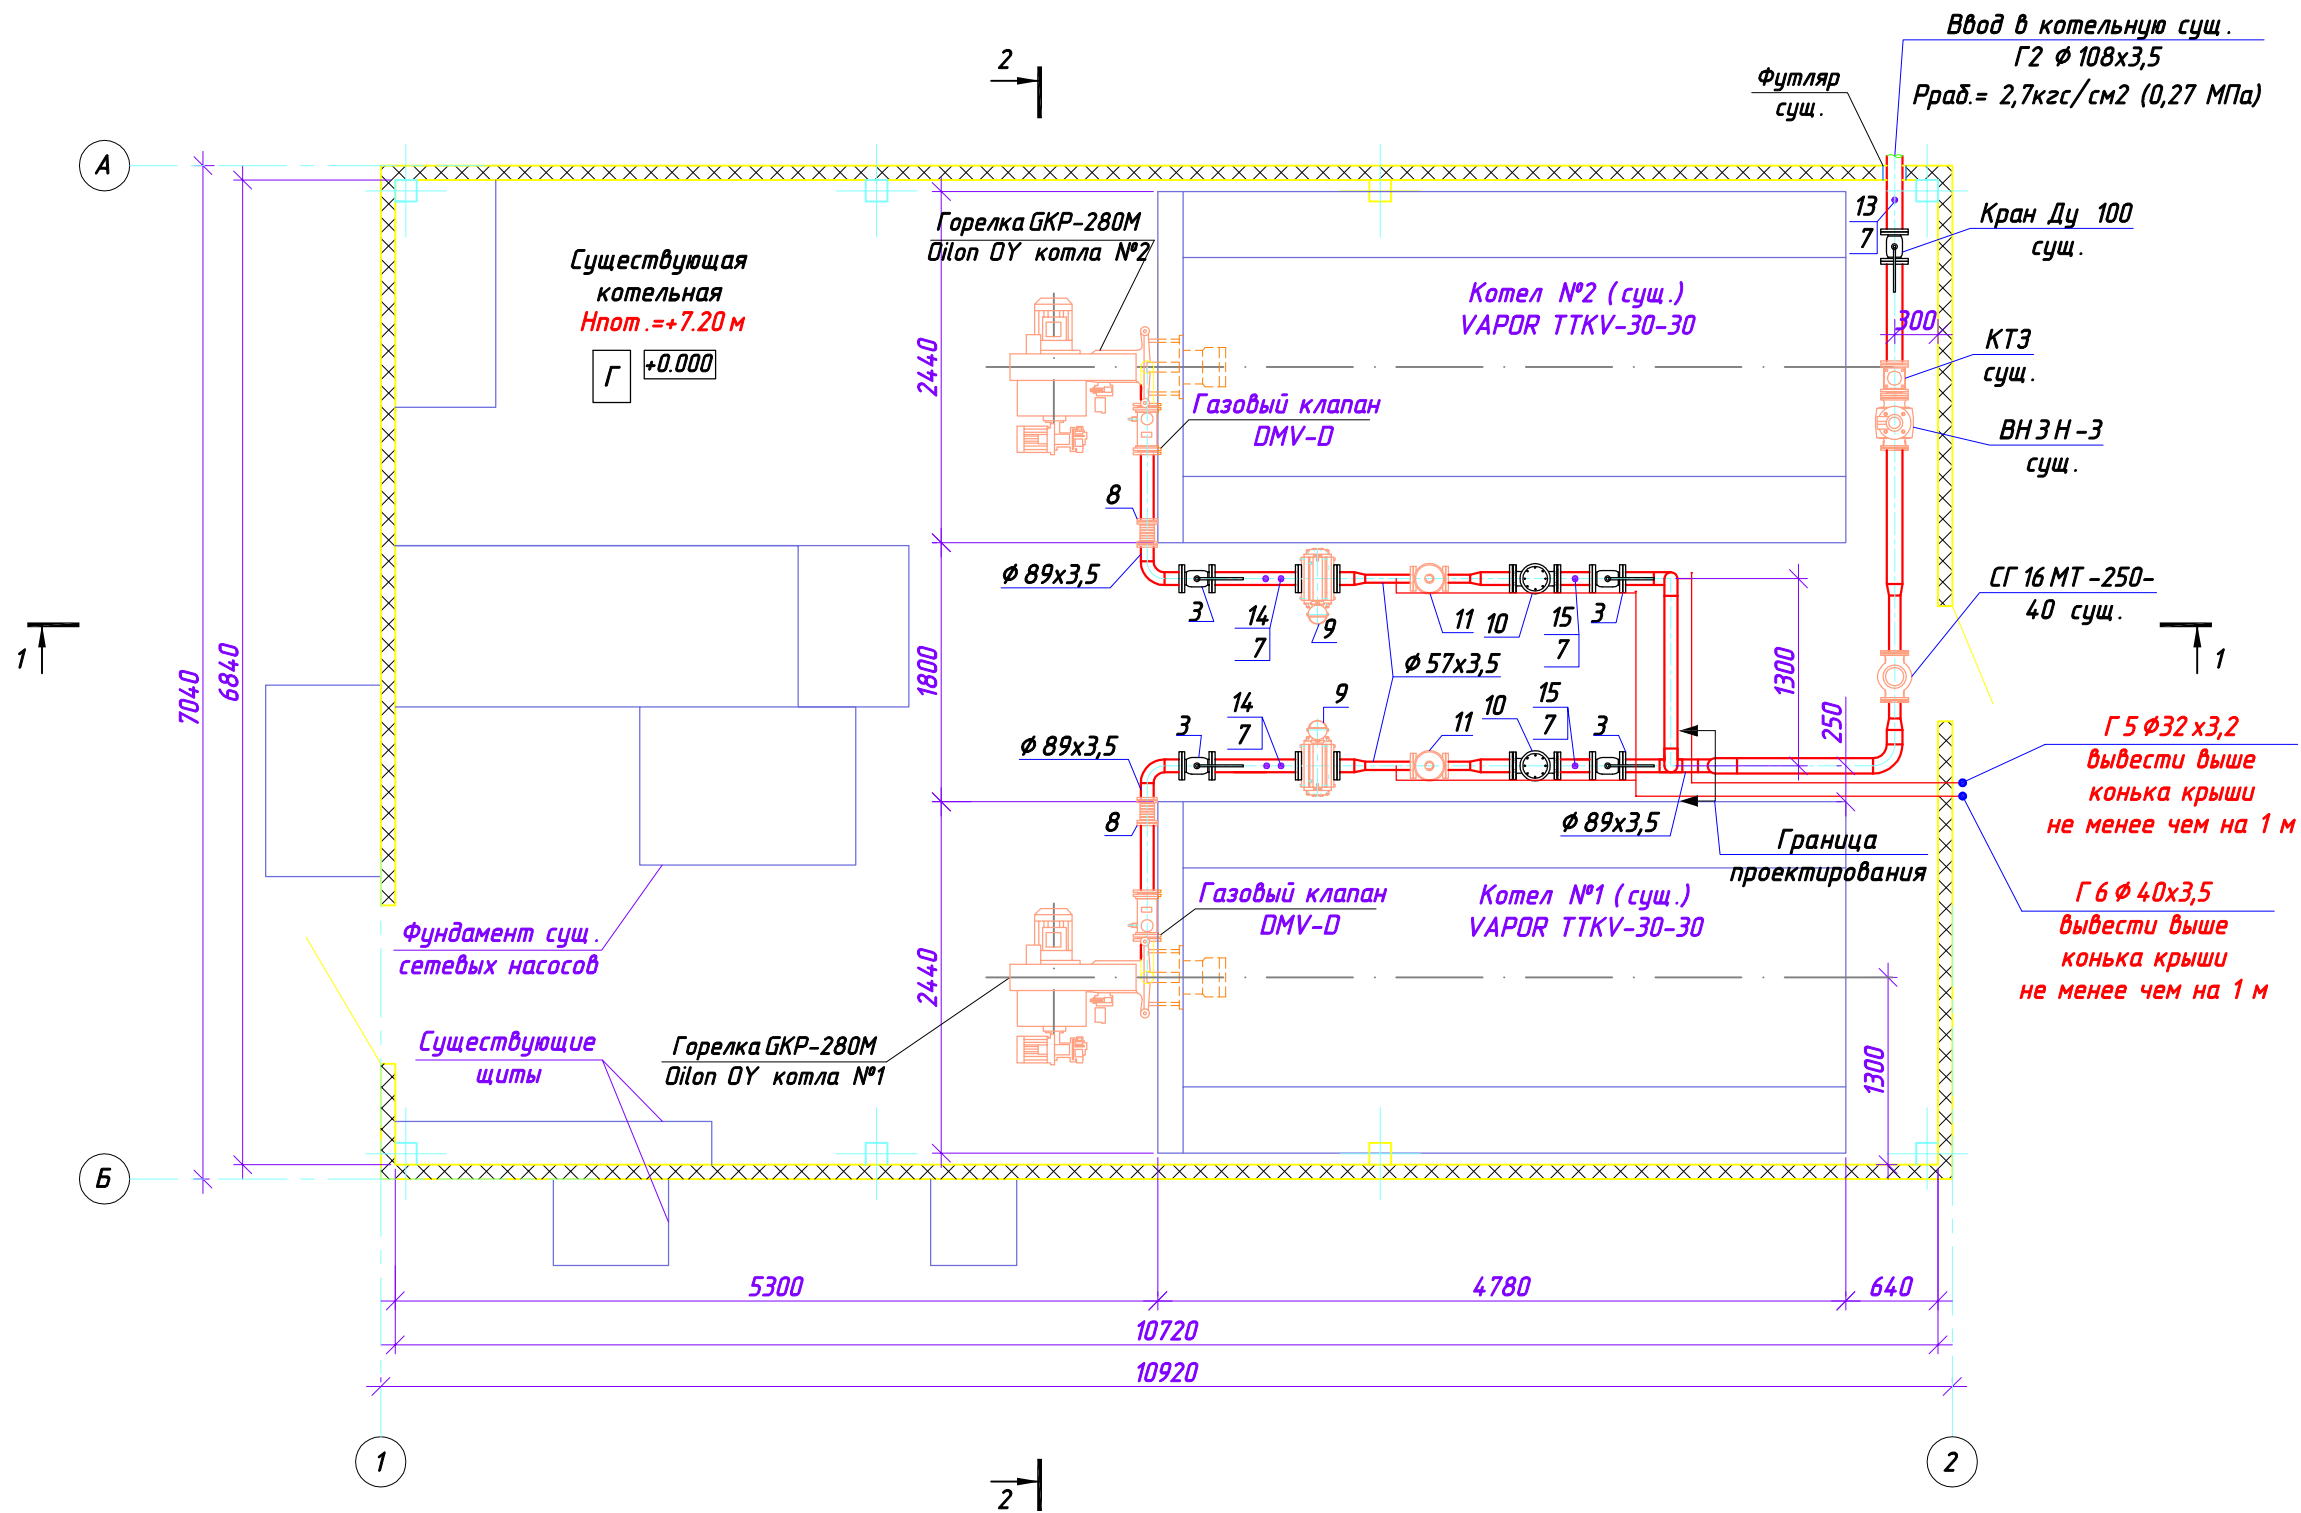 Ввод в котельную сущ.
Г2 Ф 108х3,5
Рраб.= 2,7кгс/см2 (0,27 МПа)
Футляр
сущ.
2
А
13
7
Кран Ду 100
сущ.
Горелка GKP-280M
Oilon OY котла №2
Существующая
котельная
Нпот.=+7.20 м
Г
+0.000
Котел №2 (сущ.)
VAPOR TTKV-30-30
300
КТЗ
сущ.
2440
Газовый клапан
DMV-D
ВН 3 Н -3
сущ.
8
Ф 89х3,5
3
14
7
9
11
10
15
7
3
СГ 16 МТ -250-
40 сущ.
1
1
7040
6840
1800
Ф 57х3,5
1300
250
Ф 89х3,5
3
14
7
9
11
10
15
7
3
Г 5 Ф32 х3,2
вывести выше
конька крыши
не менее чем на 1 м
8
Ф 89х3,5
Граница
проектирования
Газовый клапан
DMV-D
Котел №1 (сущ.)
VAPOR TTKV-30-30
Г 6 Ф 40х3,5
вывести выше
конька крыши
не менее чем на 1 м
Фундамент сущ.
сетевых насосов
2440
Существующие
щиты
Горелка GKP-280M
Oilon OY котла №1
1300
Б
5300
4780
640
10720
10920
1
2
2